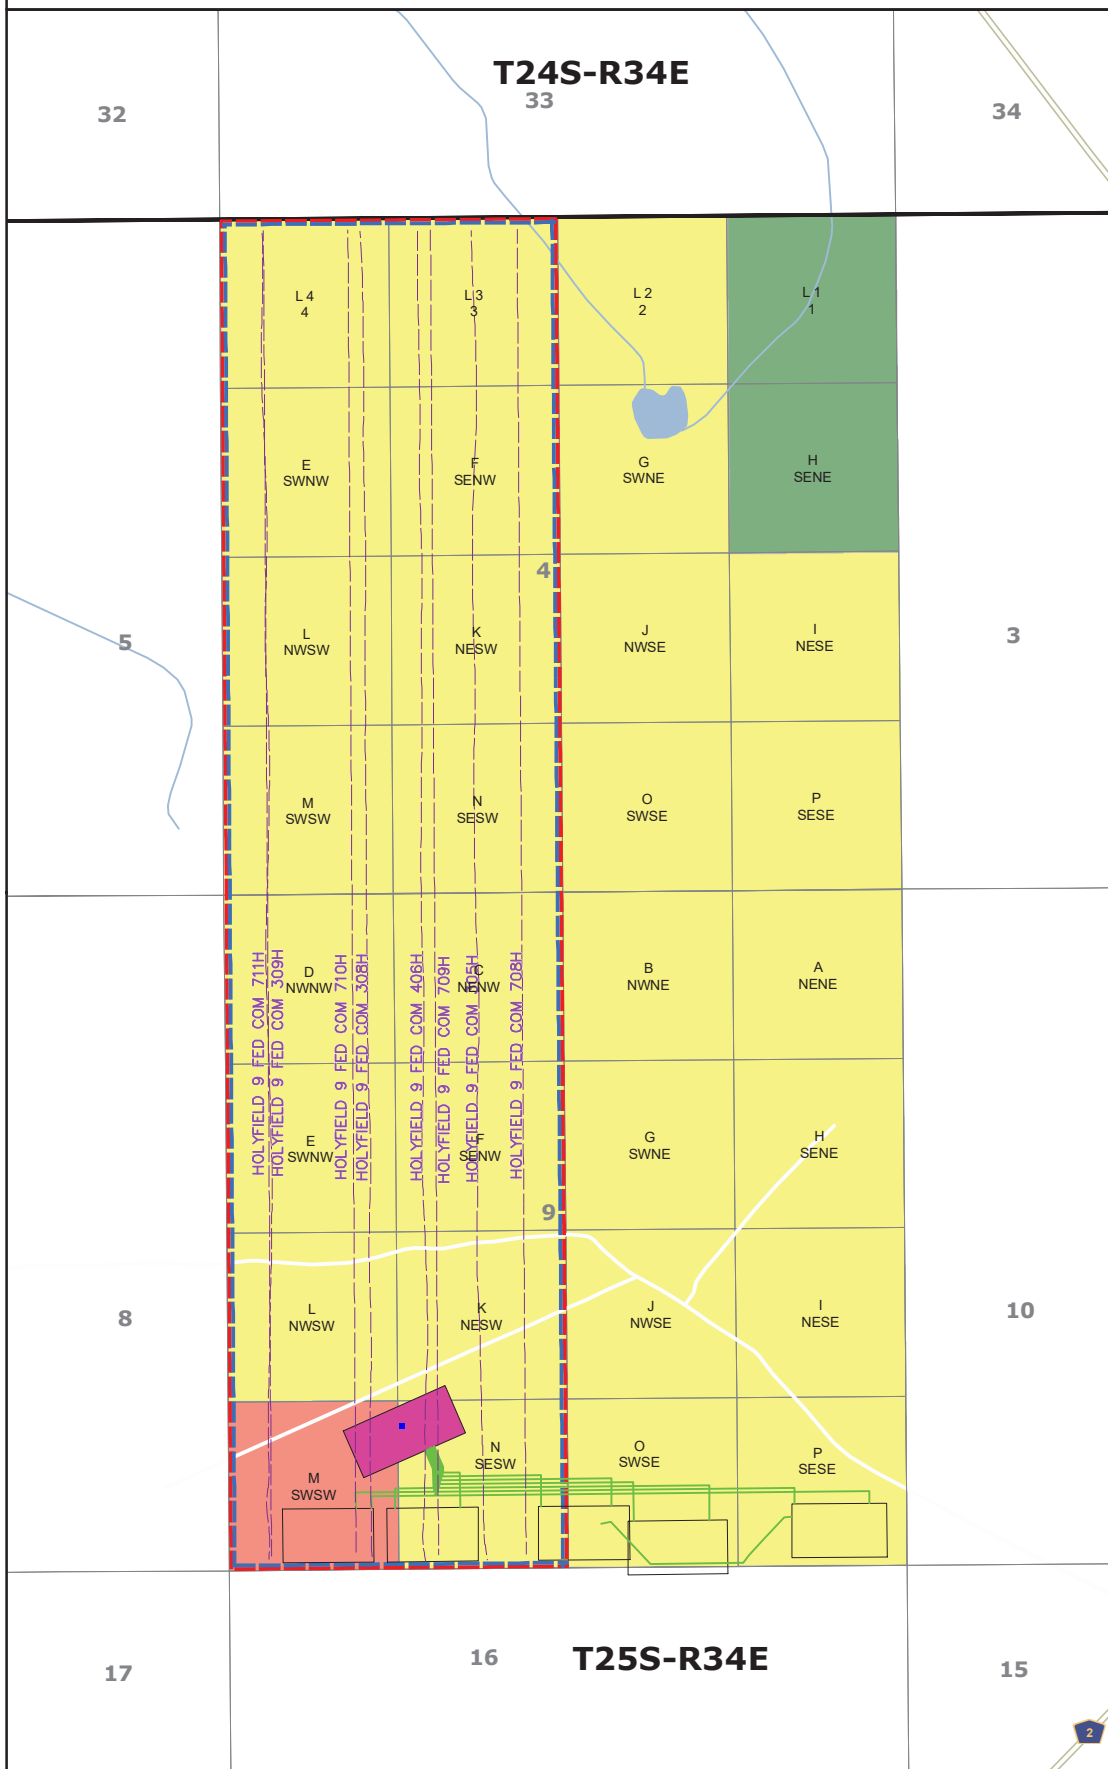 T24S-R34E
32
33
34
L 4
4
L 3
3
L 2
2
L 1
1
E
SWNW
F
SENW
G
SWNE
H
SENE
4
5
3
L
NWSW
K
NESW
J
NWSE
I
NESE
M
SWSW
N
SESW
O
SWSE
P
SESE
D
NWNW
C
NENW
B
NWNE
A
NENE
HOLYFIELD 9 FED COM 711H
HOLYFIELD 9 FED COM 309H
HOLYFIELD 9 FED COM 710H
HOLYFIELD 9 FED COM 308H
HOLYFIELD 9 FED COM 406H
HOLYFIELD 9 FED COM 709H
HOLYFIELD 9 FED COM
HOLYFIELD 9 FED COM 708H
E
SWNW
F
SENW
G
SWNE
H
SENE
9
8
10
L
NWSW
K
NESW
J
NWSE
I
NESE
M
SWSW
N
SESW
O
SWSE
P
SESE
17
16
T25S-R34E
15
2